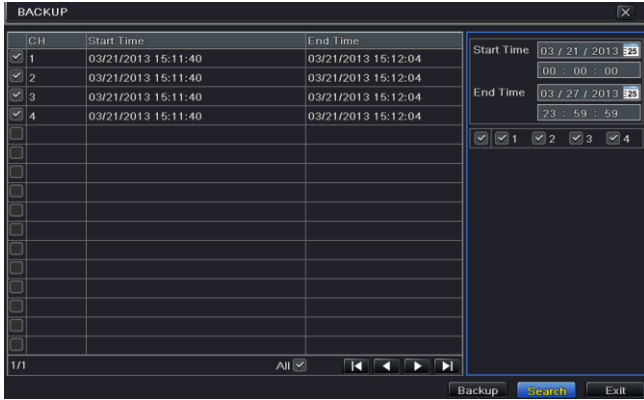 BACKUP
CH Start Time End Time
1 03/21/2013 15:11:40 03/21/2013 15:12:04
2 03/21/2013 15:11:40 03/21/2013 15:12:04
3 03/21/2013 15:11:40 03/21/2013 15:12:04
4 03/21/2013 15:11:40 03/21/2013 15:12:04
1/1 All
Start Time 03 / 21 / 2013 25
00 : 00 : 00
End Time 03 / 27 / 2013 25
23 : 59 : 59
1 2 3 4
Backup Search Exit